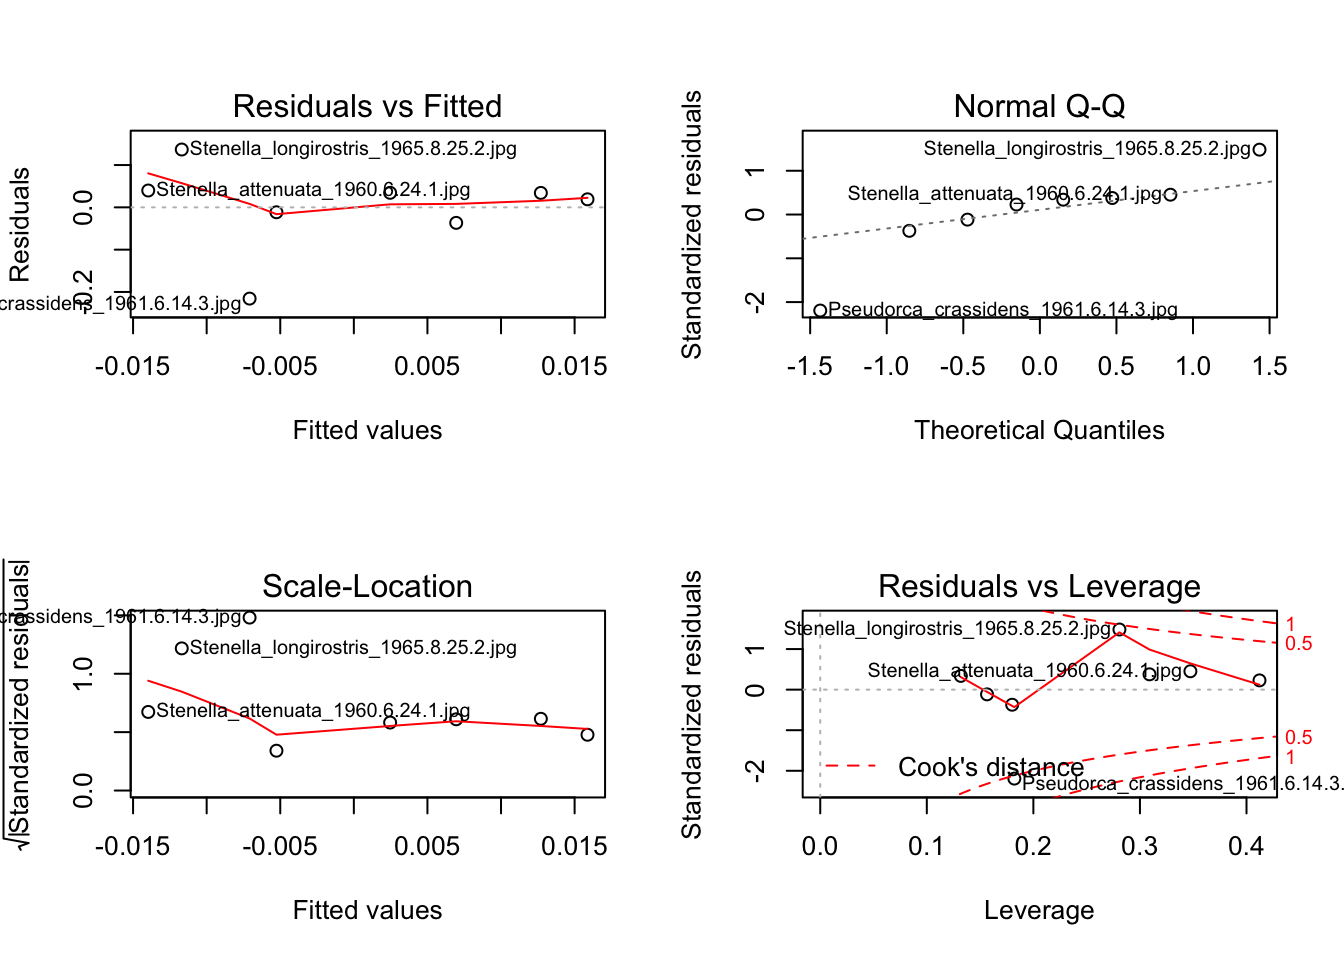 Residuals vs Fitted
Residuals
0.0
-0.2
Stenella_longirostris_1965.8.25.2.jpg
Stenella_attenuata_1960.6.24.1.jpg
crassidens_1961.6.14.3.jpg
-0.015 -0.005 0.005 0.015
Fitted values
Normal Q-Q
Standardized residuals
1
0
-2
Stenella_longirostris_1965.8.25.2.jpg
Stenella_attenuata_1960.6.24.1.jpg
Pseudorca_crassidens_1961.6.14.3.jpg
-1.5 -1.0 -0.5 0.0 0.5 1.0 1.5
Theoretical Quantiles
Scale-Location
√|Standardized residuals|
1.0
0.0
crassidens_1961.6.14.3.jpg
Stenella_longirostris_1965.8.25.2.jpg
Stenella_attenuata_1960.6.24.1.jpg
-0.015 -0.005 0.005 0.015
Fitted values
Residuals vs Leverage
Standardized residuals
1
0
-2
Stenella_longirostris_1965.8.25.2.jpg
Stenella_attenuata_1960.6.24.1.jpg
1
0.5
0.5
1
Cook's distance
Pseudorca_crassidens_1961.6.14.3.
0.0 0.1 0.2 0.3 0.4
Leverage